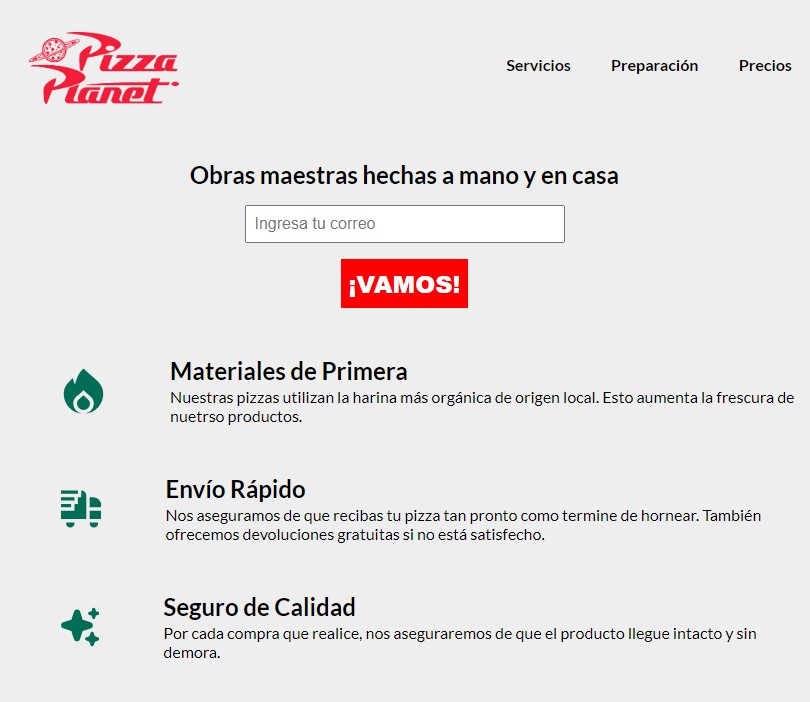 Pizza
Planet
Servicios
Preparación
Precios
Obras maestras hechas a mano y en casa
Ingresa tu correo
¡VAMOS!
Materiales de Primera
Nuestras pizzas utilizan la harina más orgánica de origen local. Esto aumenta la frescura de
nuetrso productos.
Envío Rápido
Nos aseguramos de que recibas tu pizza tan pronto como termine de hornear. También
ofrecemos devoluciones gratuitas si no está satisfecho.
Seguro de Calidad
Por cada compra que realice, nos aseguraremos de que el producto llegue intacto y sin
demora.